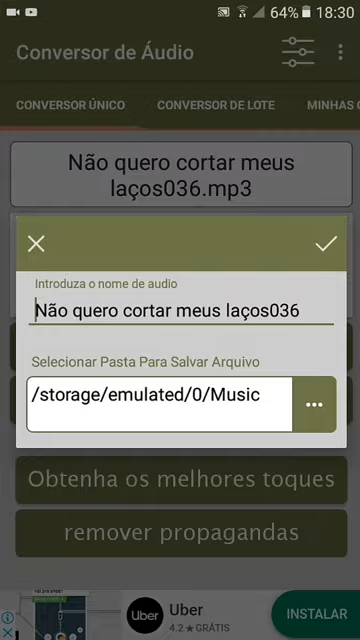 64% 18:30
Conversor de Áudio
CONVERSOR ÚNICO CONVERSOR DE LOTE MINHAS
Não quero cortar meus
laços036.mp3
Introduza o nome de audio
Não quero cortar meus laços036
Selecionar Pasta Para Salvar Arquivo
/storage/emulated/0/Music
Obtenha os melhores toques
remover propagandas
Uber
Uber
4.2★GRÁTIS
INSTALAR